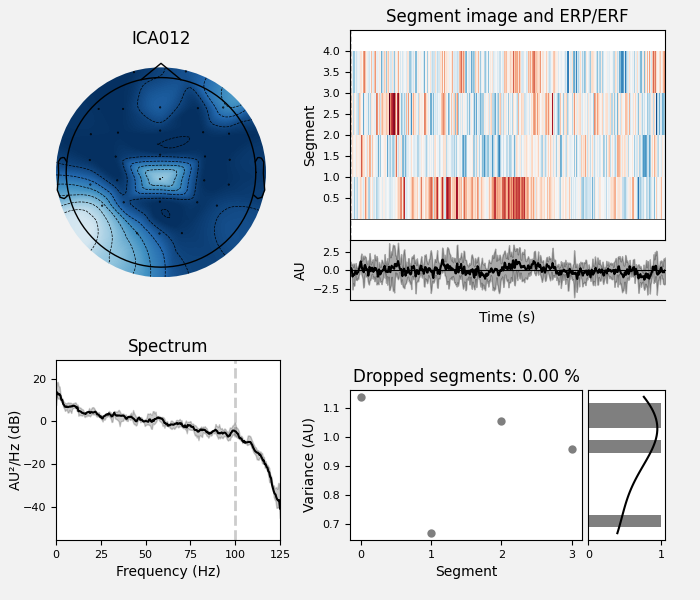 ICA012
Segment image and ERP/ERF
Segment
4.0
3.5
3.0
2.5
2.0
1.5
1.0
0.5
AU
2.5
0.0
−2.5
Time (s)
Spectrum
AU²/Hz (dB)
20
0
−20
−40
0 25 50 75 100 125
Frequency (Hz)
Dropped segments: 0.00 %
Variance (AU)
1.1
1.0
0.9
0.8
0.7
0 1 2 3
Segment
0 1